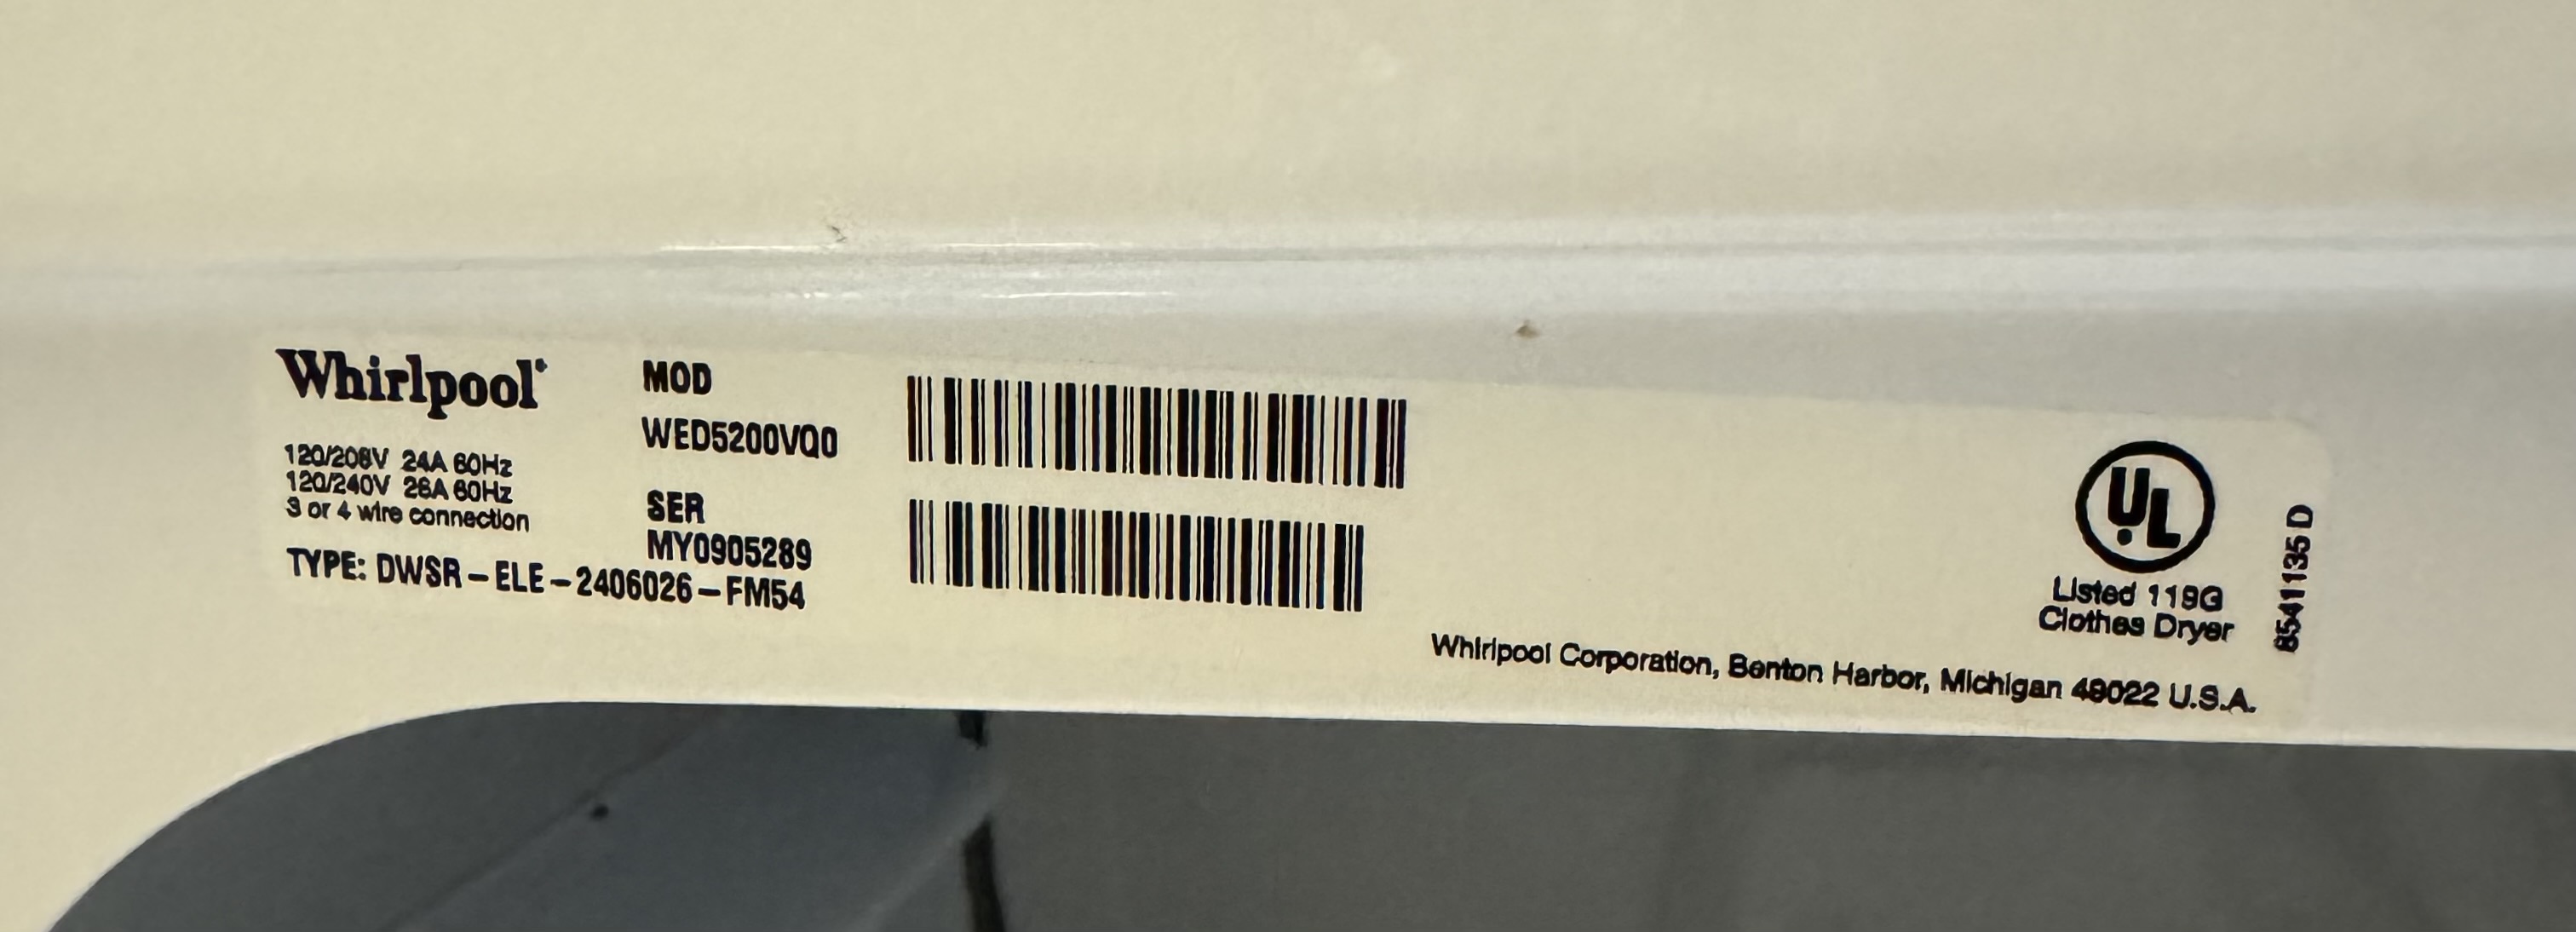 Whirlpool
120/208V 24A 60Hz
120/240V 26A 60Hz
3 or 4 wire connection
MOD
WED5200VQ0
SER
MY0905289
TYPE: DWSR-ELE-2406026-FM54
UL
Listed 119G
Clothes Dryer
8541135 D
Whirlpool Corporation, Benton Harbor, Michigan 49022 U.S.A.